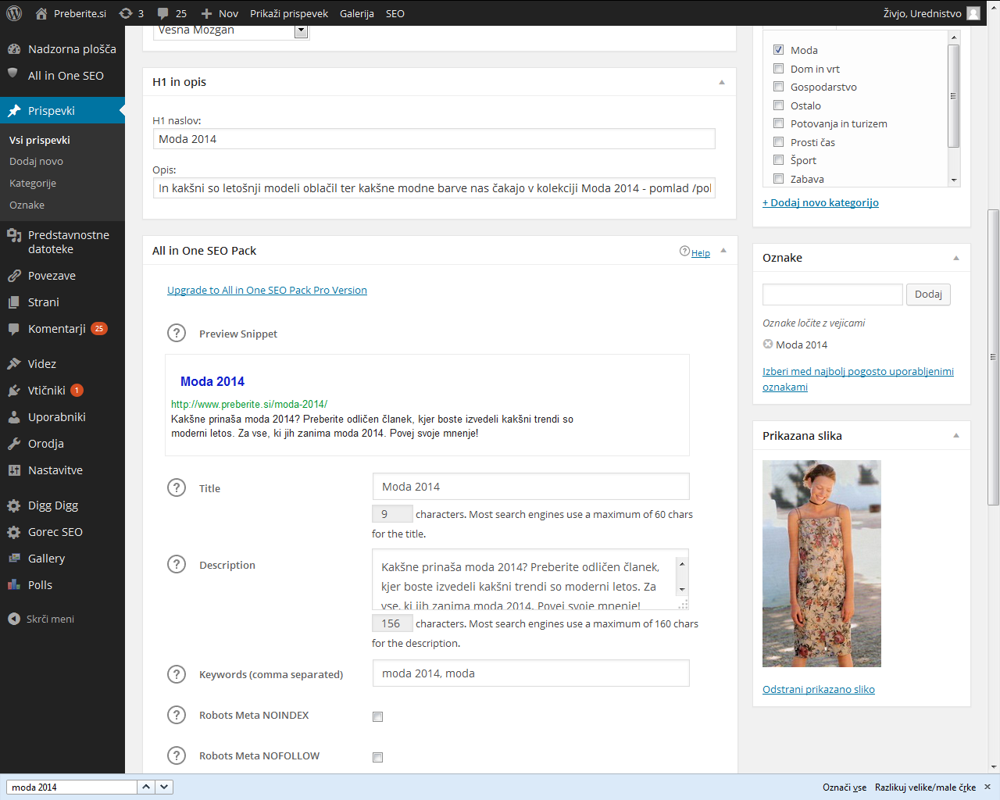 Preberite.si 3 25 Nov Prikaži prispevek Galerija SEO Živjo, Urednistvo
Nadzorna plošča
All in One SEO
Prispevki
Vsi prispevki
Dodaj novo
Kategorije
Oznake
Predstavnostne
datoteke
Povezave
Strani
Komentarji 25
Videz
Vtičniki 1
Uporabniki
Orodja
Nastavitve
Digg Digg
Gorec SEO
Gallery
Polls
Skrči meni
Vesna Mozgan
H1 in opis
H1 naslov:
Moda 2014
Opis:
In kakšni so letošnji modeli oblačil ter kakšne modne barve nas čakajo v kolekciji Moda 2014 - pomlad /pol
All in One SEO Pack
Help
Upgrade to All in One SEO Pack Pro Version
Preview Snippet
Moda 2014
http://www.preberite.si/moda-2014/
Kakšne prinaša moda 2014? Preberite odličen članek, kjer boste izvedeli kakšni trendi so
moderni letos. Za vse, ki jih zanima moda 2014. Povej svoje mnenje!
Title
Moda 2014
9 characters. Most search engines use a maximum of 60 chars
for the title.
Description
Kakšne prinaša moda 2014? Preberite odličen članek,
kjer boste izvedeli kakšni trendi so moderni letos. Za
vse, ki jih zanima moda 2014. Povej svoje mnenje!
156 characters. Most search engines use a maximum of 160 chars
for the description.
Keywords (comma separated)
moda 2014, moda
Robots Meta NOINDEX
Robots Meta NOFOLLOW
Moda
Dom in vrt
Gospodarstvo
Ostalo
Potovanja in turizem
Prosti čas
Šport
Zabava
+ Dodaj novo kategorijo
Oznake
Dodaj
Oznake ločite z vejicami
Moda 2014
Izberi med najbolj pogosto uporabljenimi
oznakami
Prikazana slika
Odstrani prikazano sliko
moda 2014
Označi vse Razlikuj velike/male črke